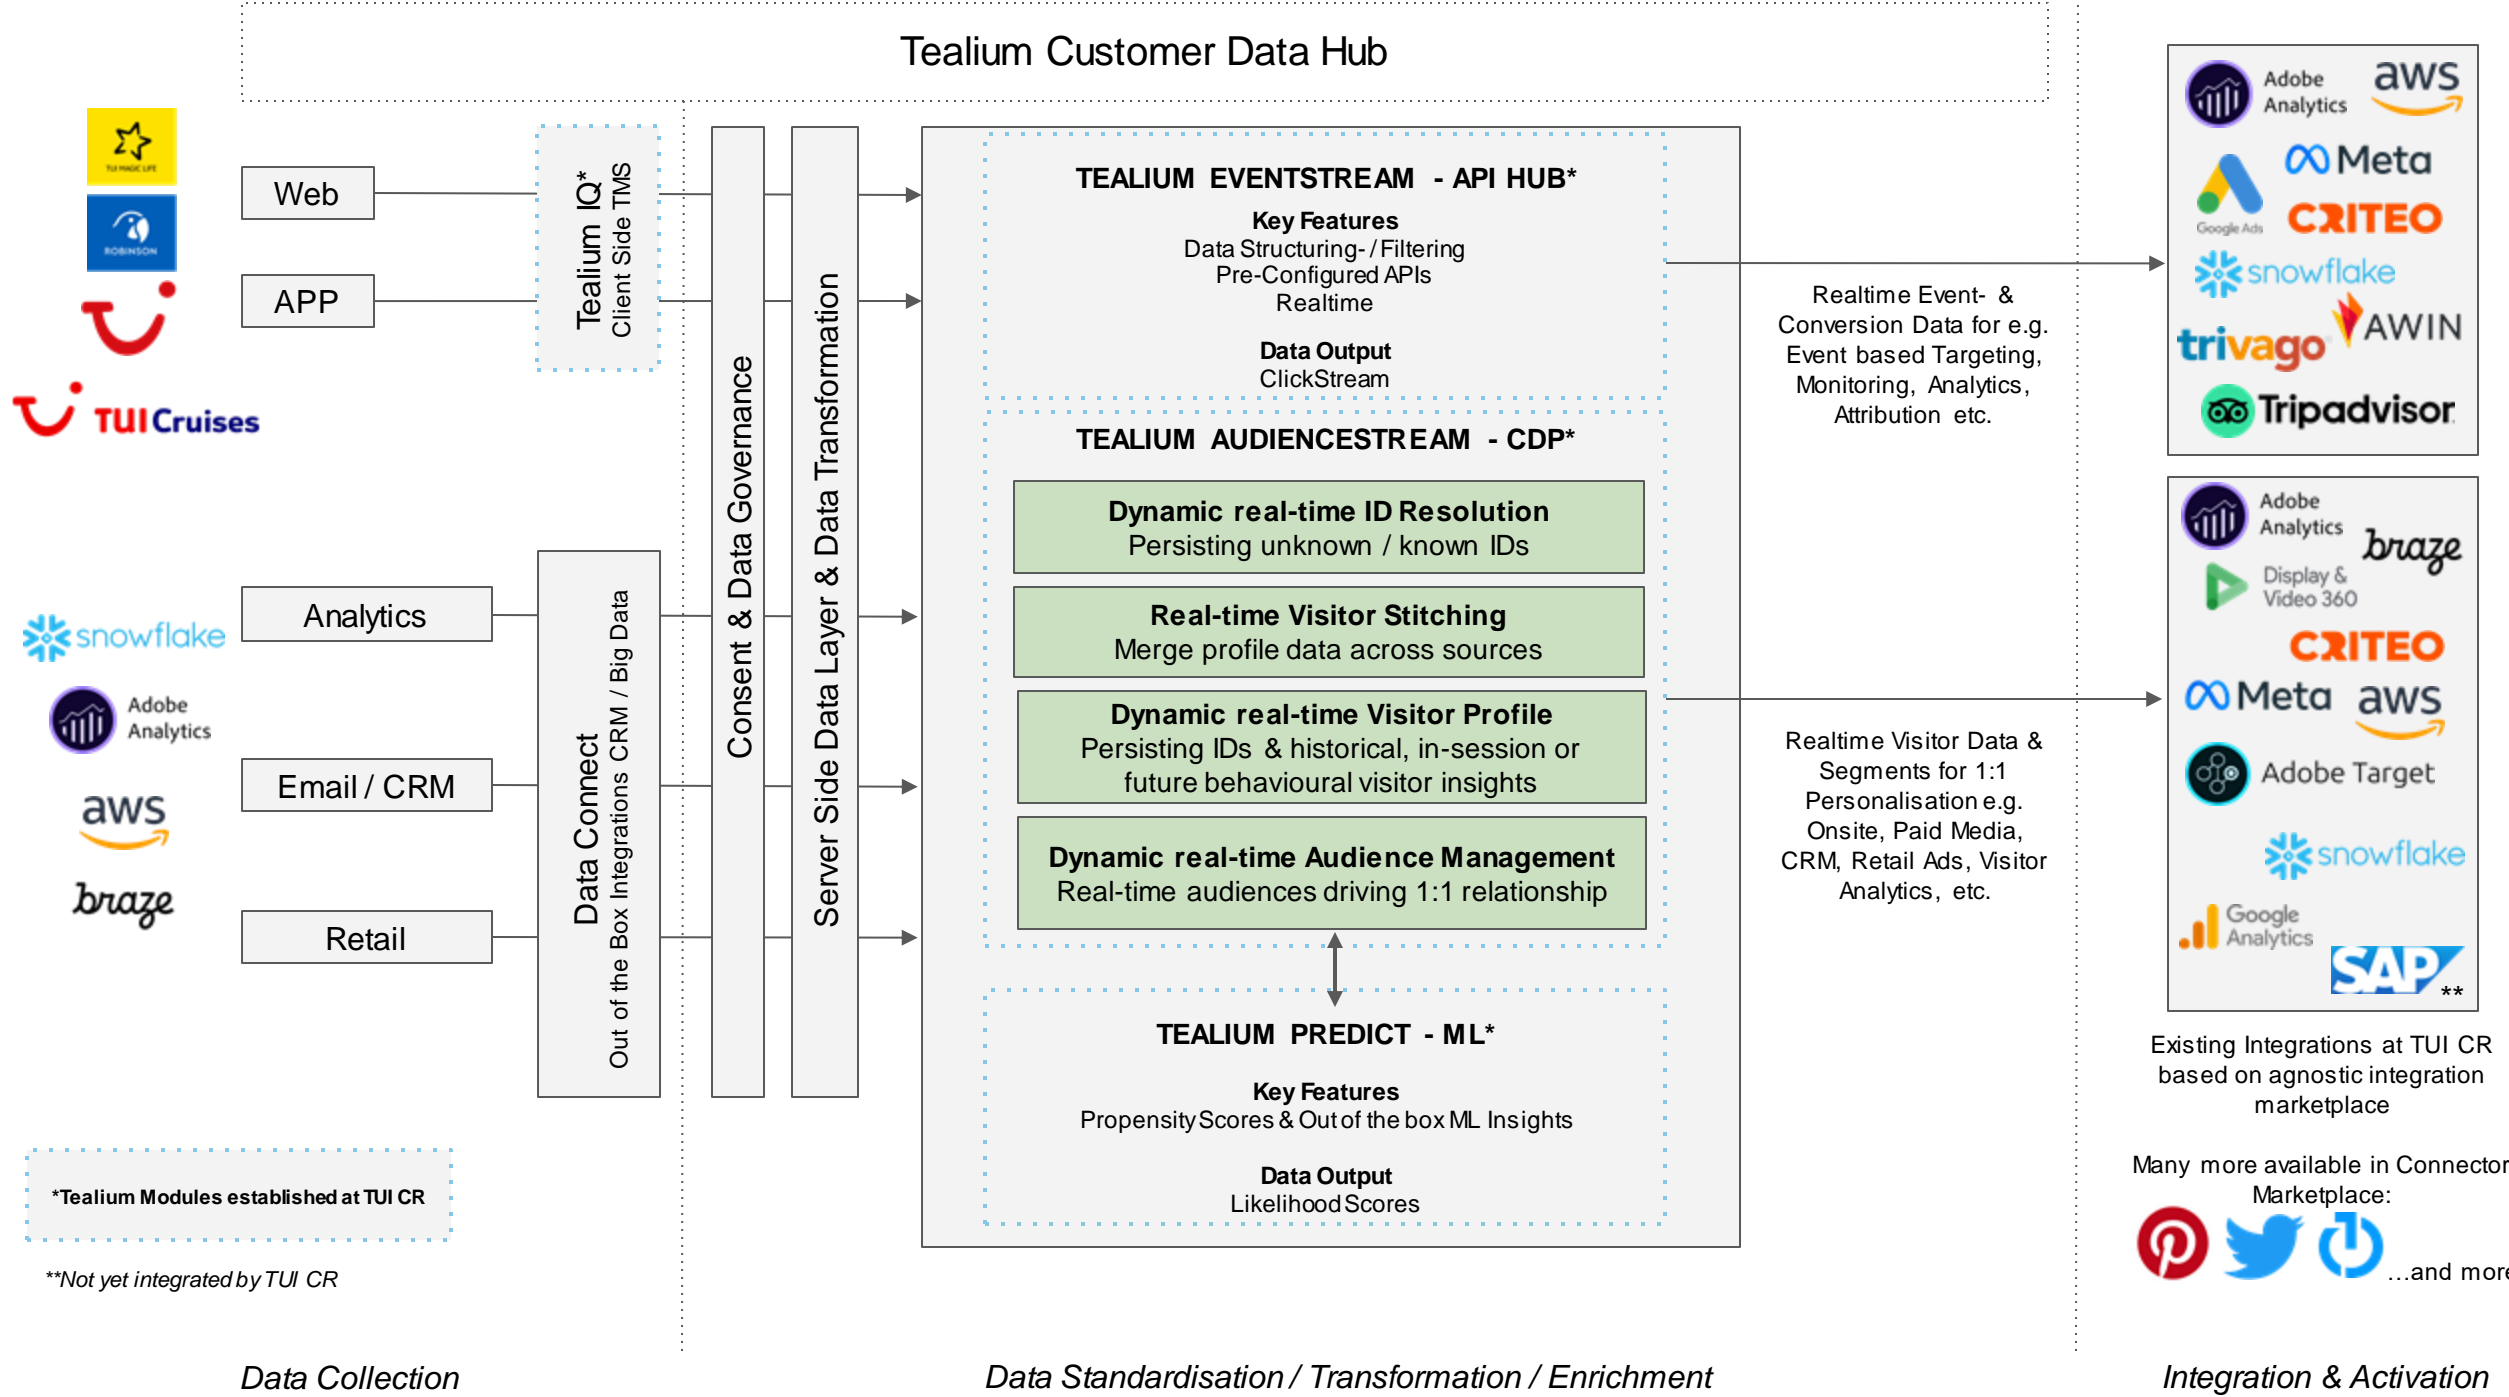 Tealium Customer Data Hub
TUI MAGIC LIFE
ROBINSON
TUI Cruises
Web
APP
Tealium IQ*
Client Side TMS
snowflake
Adobe
Analytics
aws
braze
Analytics
Email / CRM
Retail
Data Connect
Out of the Box Integrations CRM / Big Data
Consent & Data Governance
Server Side Data Layer & Data Transformation
TEALIUM EVENTSTREAM - API HUB*
Key Features
Data Structuring- / Filtering
Pre-Configured APIs
Realtime
Data Output
ClickStream
TEALIUM AUDIENCESTREAM - CDP*
Dynamic real-time ID Resolution
Persisting unknown / known IDs
Real-time Visitor Stitching
Merge profile data across sources
Dynamic real-time Visitor Profile
Persisting IDs & historical, in-session or
future behavioural visitor insights
Dynamic real-time Audience Management
Real-time audiences driving 1:1 relationship
TEALIUM PREDICT - ML*
Key Features
Propensity Scores & Out of the box ML Insights
Data Output
Likelihood Scores
Realtime Event- &
Conversion Data for e.g.
Event based Targeting,
Monitoring, Analytics,
Attribution etc.
Realtime Visitor Data &
Segments for 1:1
Personalisation e.g.
Onsite, Paid Media,
CRM, Retail Ads, Visitor
Analytics, etc.
Adobe
Analytics
aws
Meta
Google Ads
CRITEO
snowflake
trivago
AWIN
Tripadvisor
Adobe
Analytics
braze
Display &
Video 360
CRITEO
Meta
aws
Adobe Target
snowflake
Google
Analytics
SAP
**
Existing Integrations at TUI CR
based on agnostic integration
marketplace
Many more available in Connector
Marketplace:
...and more
*Tealium Modules established at TUI CR
**Not yet integrated by TUI CR
Data Collection
Data Standardisation / Transformation / Enrichment
Integration & Activation